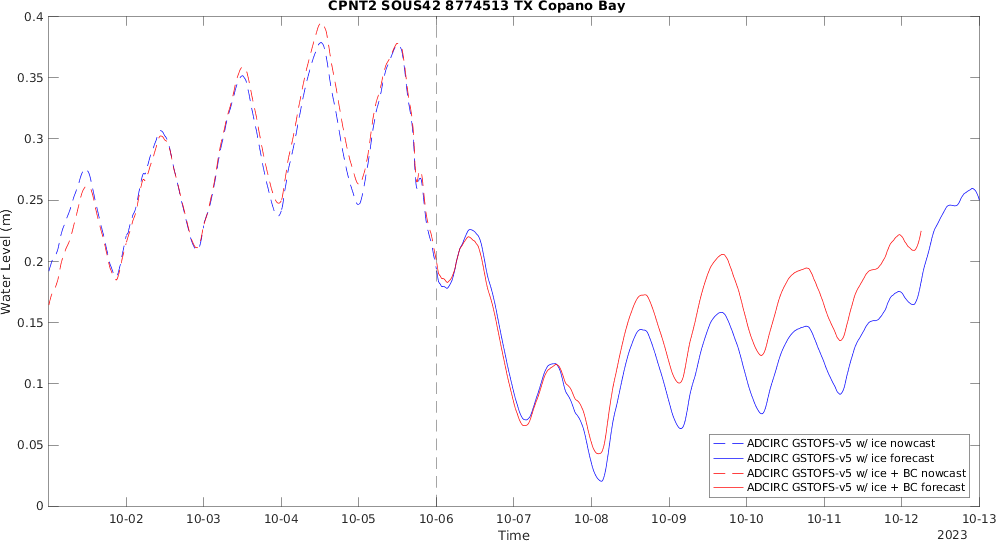 CPNT2 SOUS42 8774513 TX Copano Bay
0.4
0.35
0.3
0.25
0.2
0.15
0.1
0.05
0
Water Level (m)
10-02 10-03 10-04 10-05 10-06 10-07 10-08 10-09 10-10 10-11 10-12 10-13
Time
2023
ADCIRC GSTOFS-v5 w/ ice nowcast
ADCIRC GSTOFS-v5 w/ ice forecast
ADCIRC GSTOFS-v5 w/ ice + BC nowcast
ADCIRC GSTOFS-v5 w/ ice + BC forecast